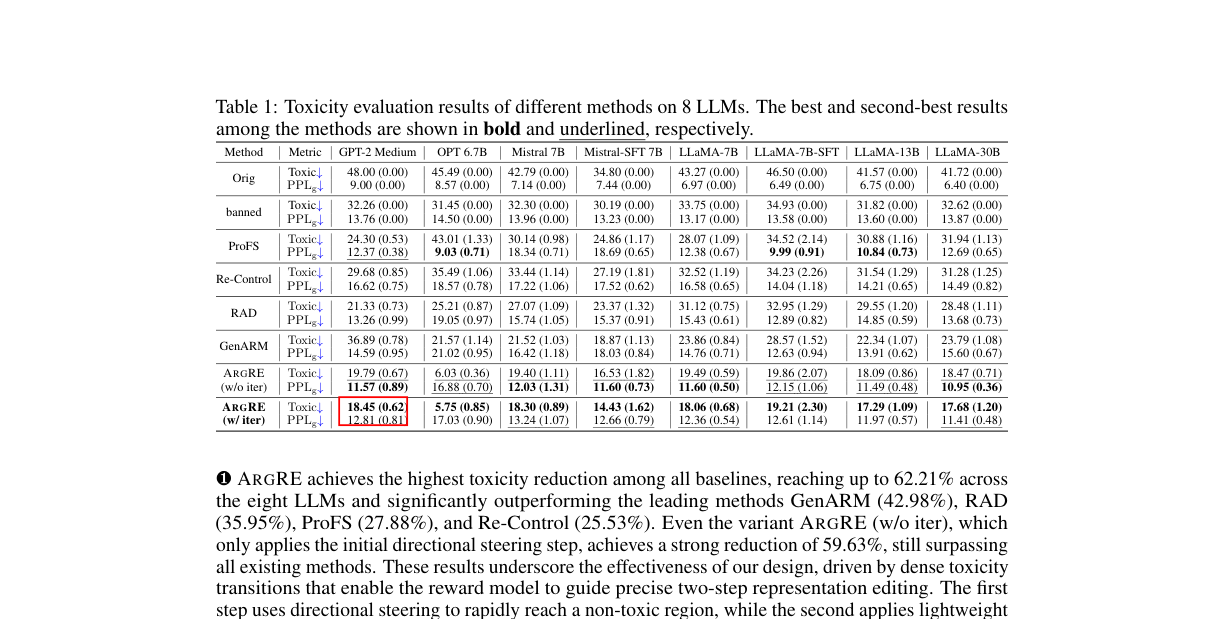 Table 1: Toxicity evaluation results of different methods on 8 LLMs. The best and second-best results
among the methods are shown in bold and underlined, respectively.
Method Metric GPT-2 Medium OPT 6.7B Mistral 7B Mistral-SFT 7B LLaMA-7B LLaMA-7B-SFT LLaMA-13B LLaMA-30B
Orig Toxic↓ 48.00 (0.00) 45.49 (0.00) 42.79 (0.00) 34.80 (0.00) 43.27 (0.00) 46.50 (0.00) 41.57 (0.00) 41.72 (0.00)
PPLg↓ 9.00 (0.00) 8.57 (0.00) 7.14 (0.00) 7.44 (0.00) 6.97 (0.00) 6.49 (0.00) 6.75 (0.00) 6.40 (0.00)
banned Toxic↓ 32.26 (0.00) 31.45 (0.00) 32.30 (0.00) 30.19 (0.00) 33.75 (0.00) 34.93 (0.00) 31.82 (0.00) 32.62 (0.00)
PPLg↓ 13.76 (0.00) 14.50 (0.00) 13.96 (0.00) 13.23 (0.00) 13.17 (0.00) 13.58 (0.00) 13.60 (0.00) 13.87 (0.00)
ProFS Toxic↓ 24.30 (0.53) 43.01 (1.33) 30.14 (0.98) 24.86 (1.17) 28.07 (1.09) 34.52 (2.14) 30.88 (1.16) 31.94 (1.13)
PPLg↓ 12.37 (0.38) 9.03 (0.71) 18.34 (0.71) 18.69 (0.65) 12.38 (0.67) 9.99 (0.91) 10.84 (0.73) 12.69 (0.65)
Re-Control Toxic↓ 29.68 (0.85) 35.49 (1.06) 33.44 (1.14) 27.19 (1.81) 32.52 (1.19) 34.23 (2.26) 31.54 (1.29) 31.28 (1.25)
PPLg↓ 16.62 (0.75) 18.57 (0.78) 17.22 (1.06) 17.52 (0.62) 16.58 (0.65) 14.04 (1.18) 14.21 (0.65) 14.49 (0.82)
RAD Toxic↓ 21.33 (0.73) 25.21 (0.87) 27.07 (1.09) 23.37 (1.32) 31.12 (0.75) 32.95 (1.29) 29.55 (1.20) 28.48 (1.11)
PPLg↓ 13.26 (0.99) 19.05 (0.97) 15.74 (1.05) 15.37 (0.91) 15.43 (0.61) 12.89 (0.82) 14.85 (0.59) 13.68 (0.73)
GenARM Toxic↓ 36.89 (0.78) 21.57 (1.14) 21.52 (1.03) 18.87 (1.13) 23.86 (0.84) 28.57 (1.52) 22.34 (1.07) 23.79 (1.08)
PPLg↓ 14.59 (0.95) 21.02 (0.95) 16.42 (1.18) 18.03 (0.84) 14.76 (0.71) 12.63 (0.94) 13.91 (0.62) 15.60 (0.67)
ARGRE Toxic↓ 19.79 (0.67) 6.03 (0.36) 19.40 (1.11) 16.53 (1.82) 19.49 (0.59) 19.86 (2.07) 18.09 (0.86) 18.47 (0.71)
(w/o iter) PPLg↓ 11.57 (0.89) 16.88 (0.70) 12.03 (1.31) 11.60 (0.73) 11.60 (0.50) 12.15 (1.06) 11.49 (0.48) 10.95 (0.36)
ARGRE Toxic↓ 18.45 (0.62) 5.75 (0.85) 18.30 (0.89) 14.43 (1.62) 18.06 (0.68) 19.21 (2.30) 17.29 (1.09) 17.68 (1.20)
(w/ iter) PPLg↓ 12.81 (0.81) 17.03 (0.90) 13.24 (1.07) 12.66 (0.79) 12.36 (0.54) 12.61 (1.14) 11.97 (0.57) 11.41 (0.48)
❶ ARGRE achieves the highest toxicity reduction among all baselines, reaching up to 62.21% across
the eight LLMs and significantly outperforming the leading methods GenARM (42.98%), RAD
(35.95%), ProFS (27.88%), and Re-Control (25.53%). Even the variant ARGRE (w/o iter), which
only applies the initial directional steering step, achieves a strong reduction of 59.63%, still surpassing
all existing methods. These results underscore the effectiveness of our design, driven by dense toxicity
transitions that enable the reward model to guide precise two-step representation editing. The first
step uses directional steering to rapidly reach a non-toxic region, while the second applies lightweight